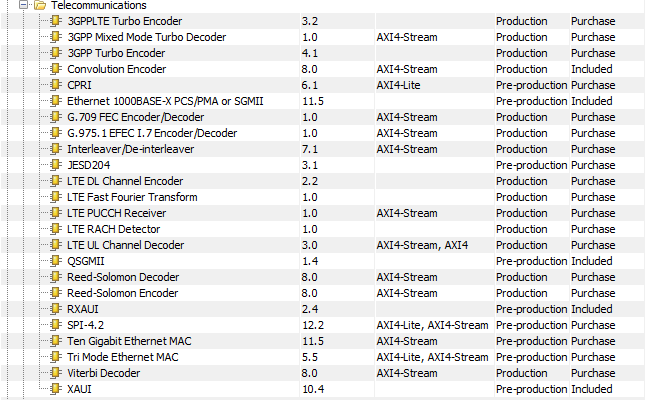 Telecommunications
3GPPLTE Turbo Encoder 3.2 Production Purchase
3GPP Mixed Mode Turbo Decoder 1.0 AXI4-Stream Production Purchase
3GPP Turbo Encoder 4.1 Production Purchase
Convolution Encoder 8.0 AXI4-Stream Production Included
CPRI 6.1 AXI4-Lite Pre-production Purchase
Ethernet 1000BASE-X PCS/PMA or SGMII 11.5 Pre-production Included
G.709 FEC Encoder/Decoder 1.0 AXI4-Stream Production Purchase
G.975.1 EFEC I.7 Encoder/Decoder 1.0 AXI4-Stream Production Purchase
Interleaver/De-interleaver 7.1 AXI4-Stream Production Purchase
JESD204 3.1 Pre-production Purchase
LTE DL Channel Encoder 2.2 Production Purchase
LTE Fast Fourier Transform 1.0 Production Purchase
LTE PUCCH Receiver 1.0 AXI4-Stream Production Purchase
LTE RACH Detector 1.0 Production Purchase
LTE UL Channel Decoder 3.0 AXI4-Stream, AXI4 Production Purchase
QSGMII 1.4 Pre-production Included
Reed-Solomon Decoder 8.0 AXI4-Stream Production Purchase
Reed-Solomon Encoder 8.0 AXI4-Stream Production Purchase
RXAUI 2.4 Pre-production Included
SPI-4.2 12.2 AXI4-Lite, AXI4-Stream Pre-production Purchase
Ten Gigabit Ethernet MAC 11.5 AXI4-Stream Pre-production Purchase
Tri Mode Ethernet MAC 5.5 AXI4-Lite, AXI4-Stream Pre-production Purchase
Viterbi Decoder 8.0 AXI4-Stream Production Purchase
XAUI 10.4 Pre-production Included